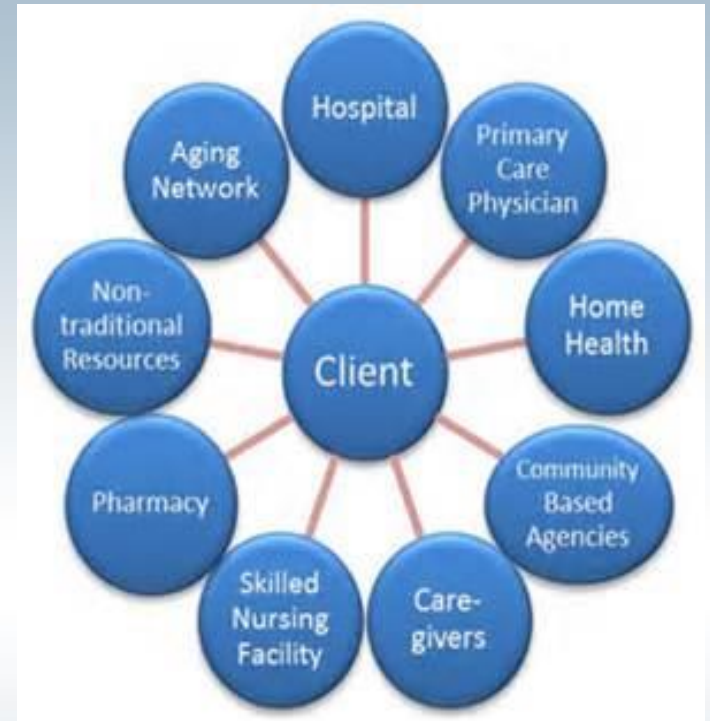 Hospital
Primary
Care
Physician
Home
Health
Community
Based
Agencies
Care-
givers
Skilled
Nursing
Facility
Pharmacy
Non-
traditional
Resources
Aging
Network
Client